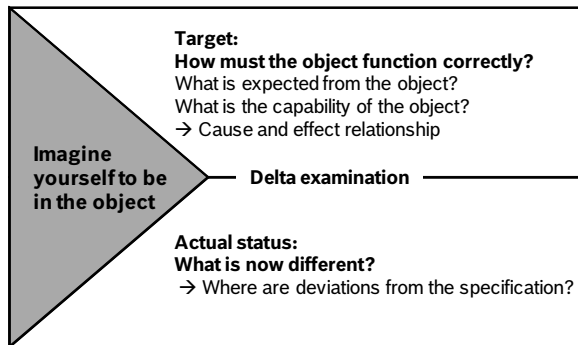 Target:
How must the object function correctly?
What is expected from the object?
What is the capability of the object?
→ Cause and effect relationship
Imagine
yourself to be
in the object
Delta examination
Actual status:
What is now different?
→ Where are deviations from the specification?